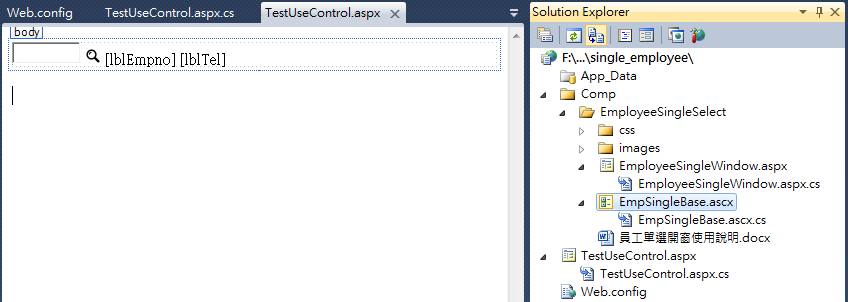 Web.config
TestUseControl.aspx.cs
TestUseControl.aspx
body
[lblEmpno] [lblTel]
Solution Explorer
F:\...\single_employee\
App_Data
Comp
EmployeeSingleSelect
css
images
EmployeeSingleWindow.aspx
EmployeeSingleWindow.aspx.cs
EmpSingleBase.ascx
EmpSingleBase.ascx.cs
員工單選開窗使用說明.docx
TestUseControl.aspx
TestUseControl.aspx.cs
Web.config